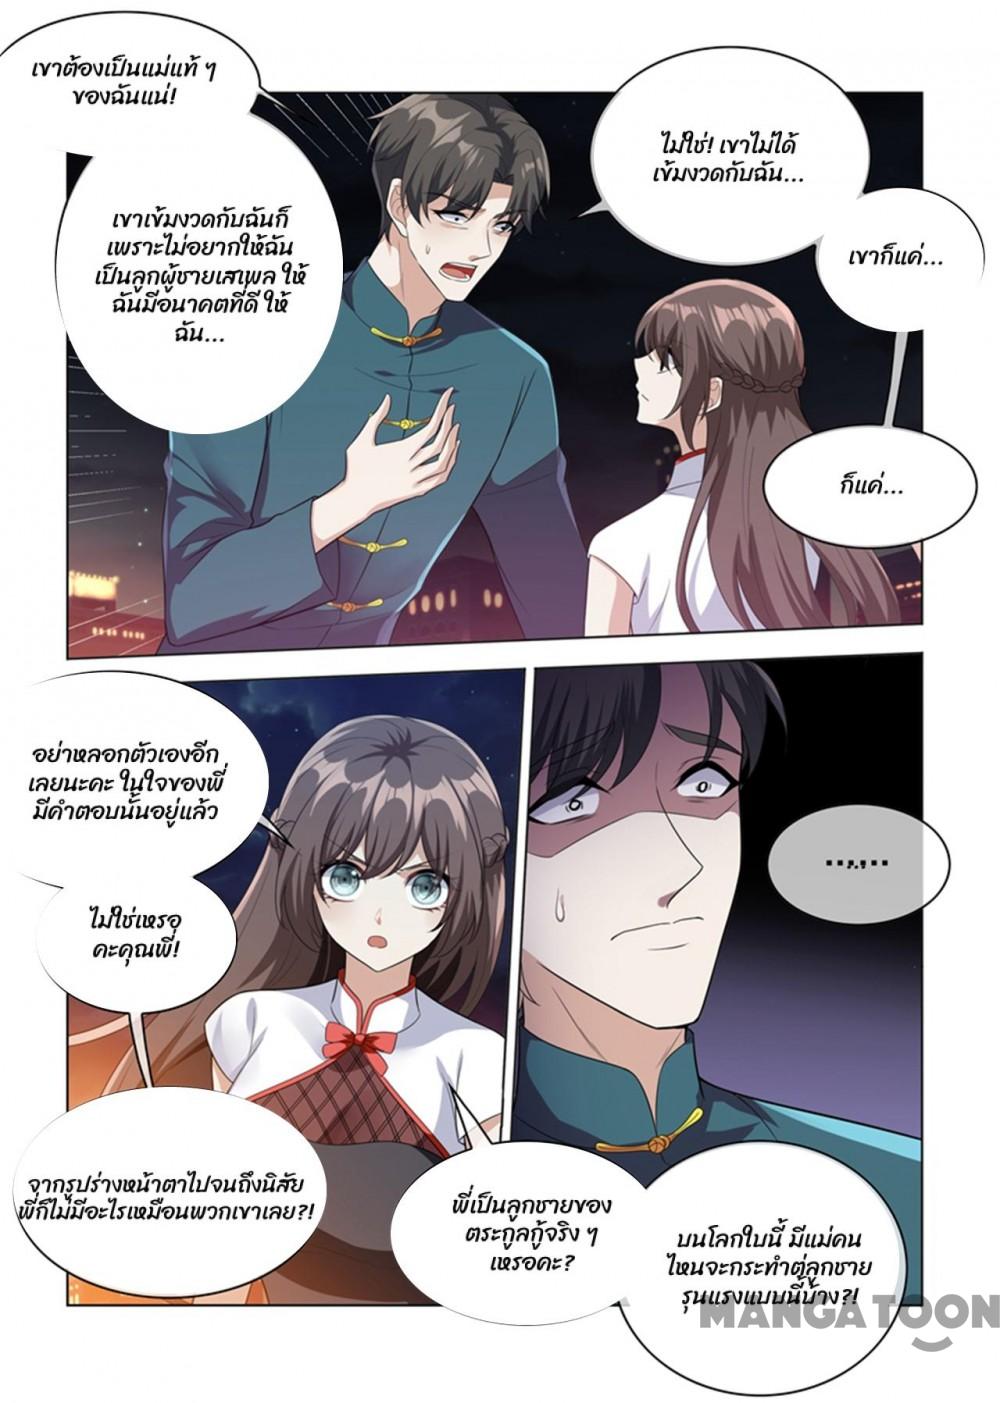 เขาต้องเป็นแม่แท้ ๆ
ของฉันแน่!
เขาเข้มงวดกับฉันก็
เพราะไม่อยากให้ฉัน
เป็นลูกผู้ชายเสเพล ให้
ฉันมีอนาคตที่ดี ให้
ฉัน...
ไม่ใช่! เขาไม่ได้
เข้มงวดกับฉัน...
เขาก็แค่...
ก็แค่...
อย่าหลอกตัวเองอีก
เลยนะคะ ในใจของพี่
มีคำตอบนั้นอยู่แล้ว
ไม่ใช่เหรอ
คะคุณพี่!
......
จากรูปร่างหน้าตาไปจนถึงนิสัย
พี่ก็ไม่มีอะไรเหมือนพวกเขาเลย?!
พี่เป็นลูกชายของ
ตระกูลกู้จริง ๆ
เหรอคะ?
บนโลกใบนี้ มีแม่คน
ไหนจะกระทำต่อลูกชาย
รุนแรงแบบนี้บ้าง?!
MANGATOON